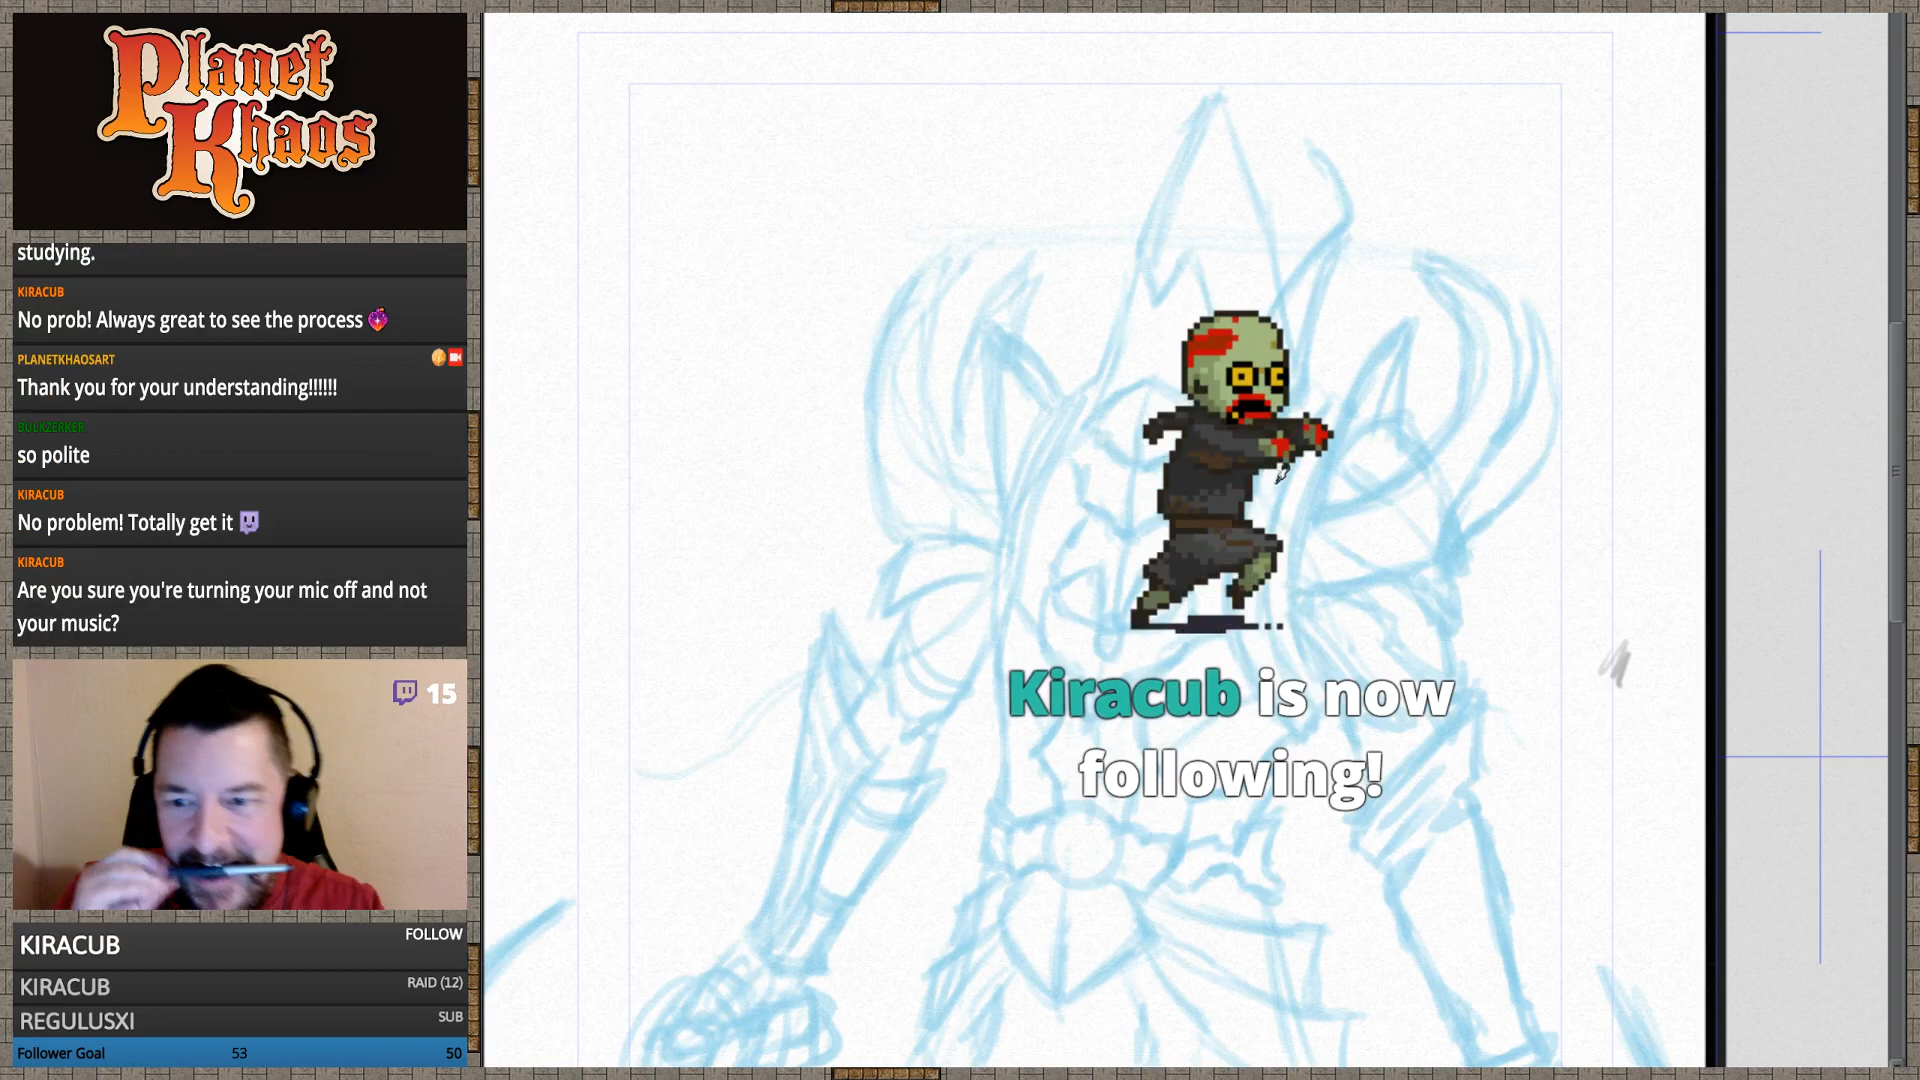 Planet
Khaos
studying.
KIRACUB
No prob! Always great to see the process
PLANETKHAOSART
Thank you for your understanding!!!!!!
BULKZERKER
so polite
KIRACUB
No problem! Totally get it
KIRACUB
Are you sure you're turning your mic off and not
your music?
15
KIRACUB FOLLOW
KIRACUB RAID (12)
REGULUSXI SUB
Follower Goal 53 50
Kiracub is now
following!